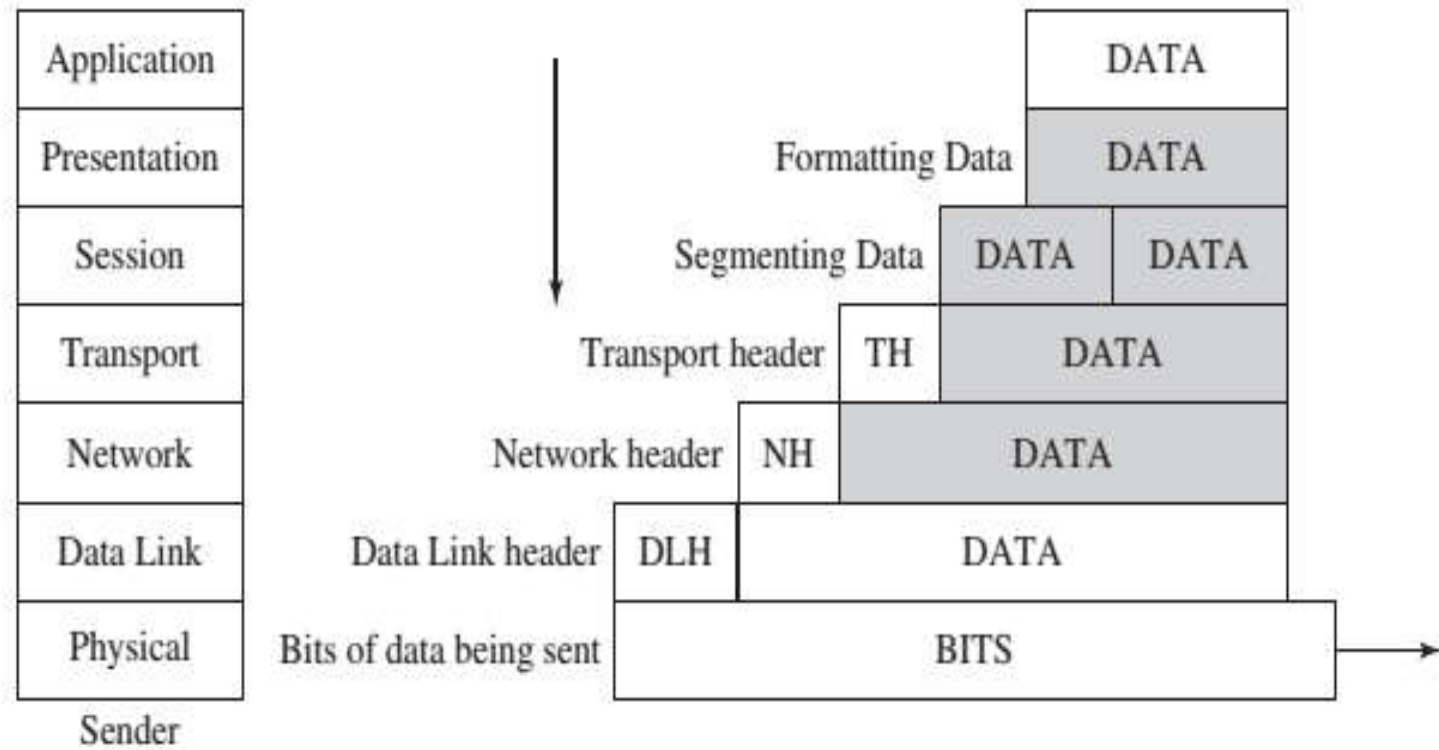 Application
DATA
Presentation
Formatting Data
DATA
Session
Segmenting Data
DATA
DATA
Transport
Transport header
TH
DATA
Network
Network header
NH
DATA
Data Link
Data Link header
DLH
DATA
Physical
Bits of data being sent
BITS
Sender